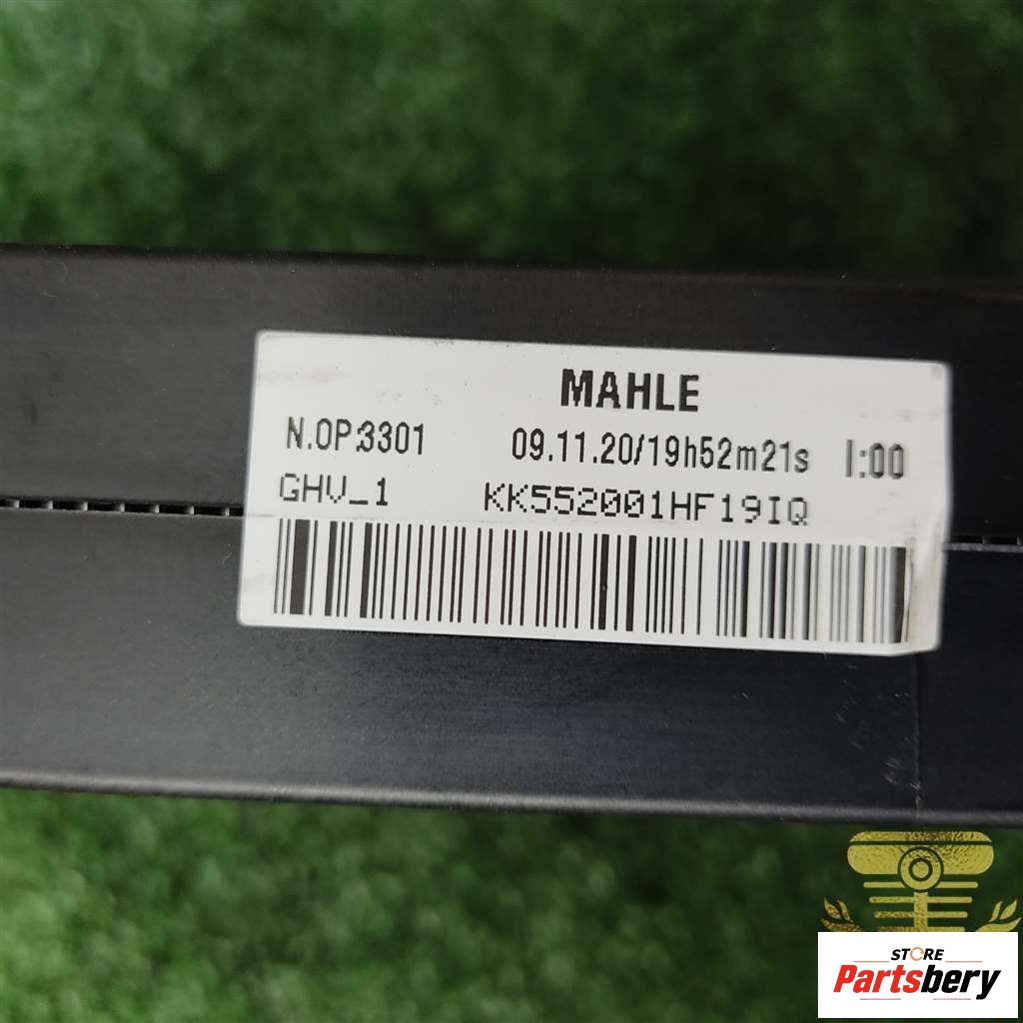 MAHLE
N.OP:3301 09.11.20/19h52m21s I:00
GHV_1 KK552001HF19IQ
STORE
Partsbery